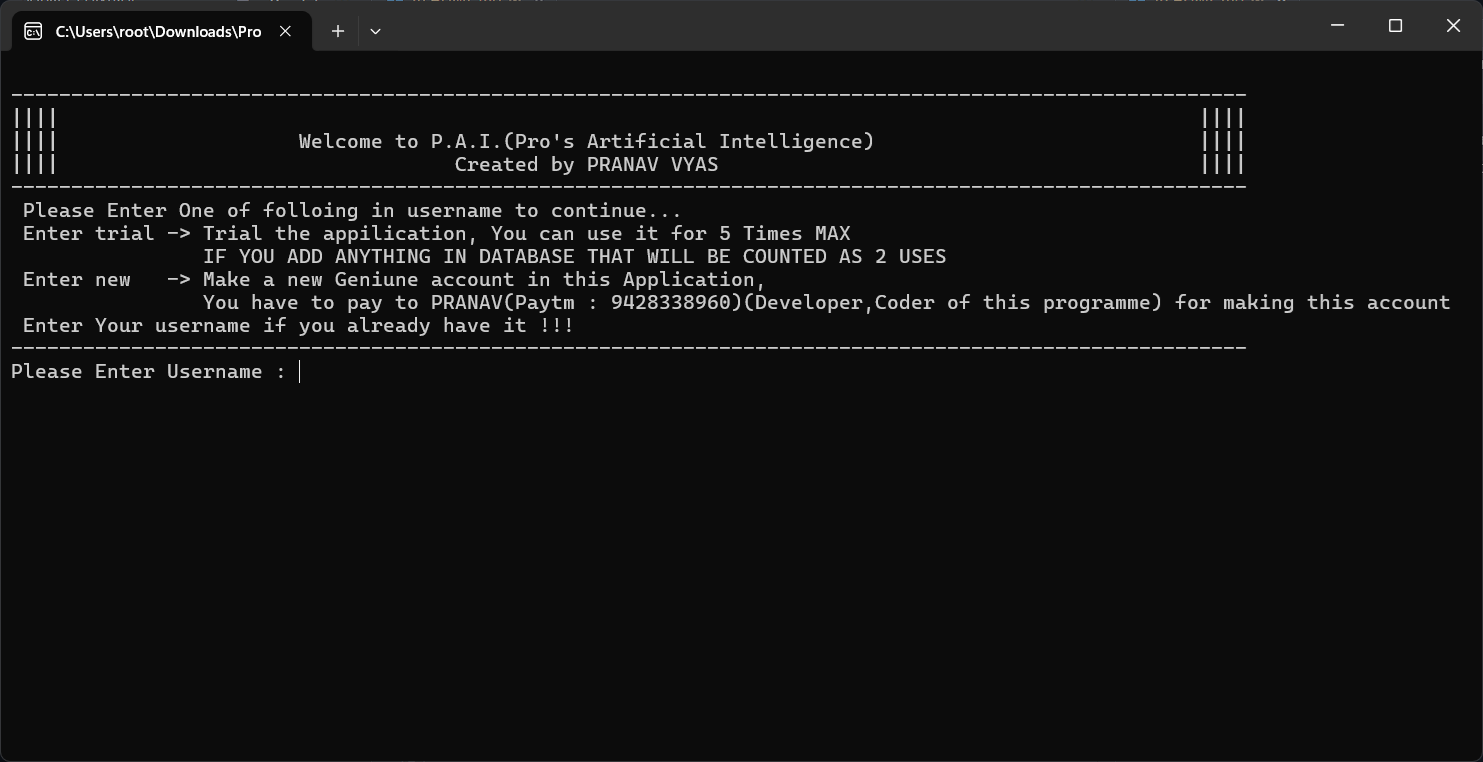 C:\Users\root\Downloads\Pro
--------------------------------------------------------------------------------------------------------
||||                                                                                               ||||
||||                    Welcome to P.A.I.(Pro's Artificial Intelligence)                           ||||
||||                                 Created by PRANAV VYAS                                        ||||
--------------------------------------------------------------------------------------------------------
 Please Enter One of folloing in username to continue...
 Enter trial -> Trial the appilication, You can use it for 5 Times MAX
                IF YOU ADD ANYTHING IN DATABASE THAT WILL BE COUNTED AS 2 USES
 Enter new   -> Make a new Geniune account in this Application,
                You have to pay to PRANAV(Paytm : 9428338960)(Developer,Coder of this programme) for making this account
 Enter Your username if you already have it !!!
--------------------------------------------------------------------------------------------------------
Please Enter Username :